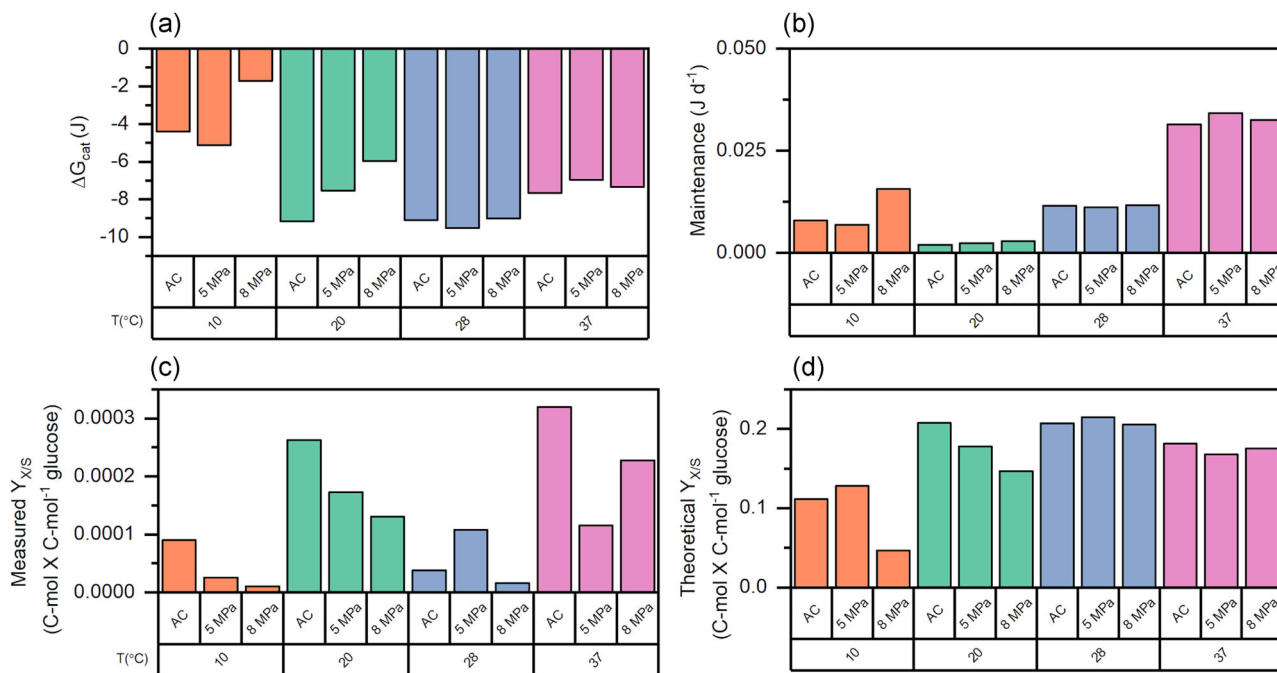 (a)
0
-2
-4
-6
-8
-10
ΔG_cat (J)
AC 5 MPa 8 MPa AC 5 MPa 8 MPa AC 5 MPa 8 MPa AC 5 MPa 8 MPa
T(°C) 10 20 28 37
(b)
0.050
0.025
0.000
Maintenance (J d⁻¹)
AC 5 MPa 8 MPa AC 5 MPa 8 MPa AC 5 MPa 8 MPa AC 5 MPa 8 MPa
T(°C) 10 20 28 37
(c)
0.0003
0.0002
0.0001
0.0000
Measured Y_X/S
(C-mol X C-mol⁻¹ glucose)
AC 5 MPa 8 MPa AC 5 MPa 8 MPa AC 5 MPa 8 MPa AC 5 MPa 8 MPa
T(°C) 10 20 28 37
(d)
0.2
0.1
0.0
Theoretical Y_X/S
(C-mol X C-mol⁻¹ glucose)
AC 5 MPa 8 MPa AC 5 MPa 8 MPa AC 5 MPa 8 MPa AC 5 MPa 8 MPa
T(°C) 10 20 28 37